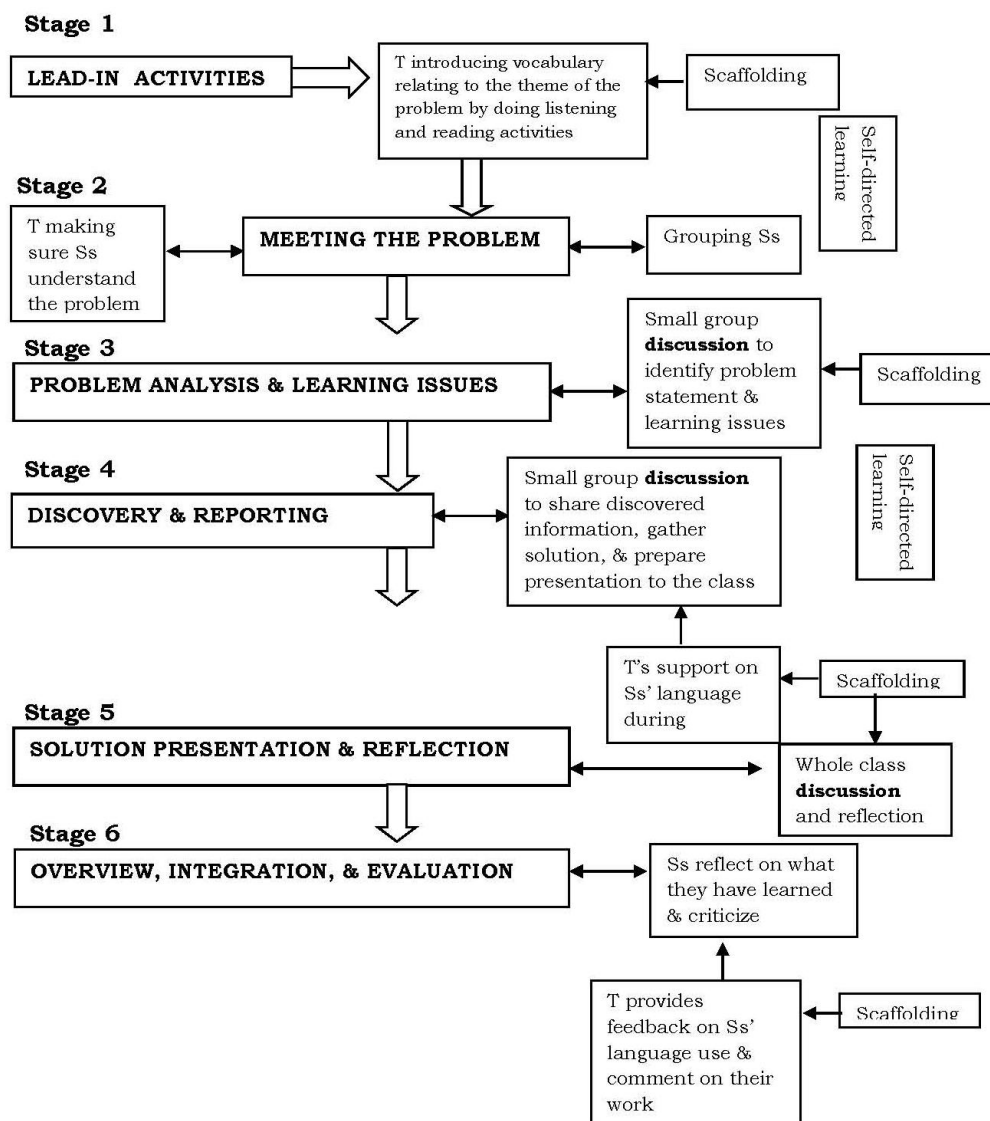 Stage 1
LEAD-IN ACTIVITIES
T introducing vocabulary
relating to the theme of the
problem by doing listening
and reading activities
Scaffolding
Self-directed
learning
Stage 2
T making
sure Ss
understand
the problem
MEETING THE PROBLEM
Grouping Ss
Stage 3
PROBLEM ANALYSIS & LEARNING ISSUES
Small group
discussion to
identify problem
statement &
learning issues
Scaffolding
Self-directed
learning
Stage 4
DISCOVERY & REPORTING
Small group discussion
to share discovered
information, gather
solution, & prepare
presentation to the class
T's support on
Ss' language
during
Scaffolding
Stage 5
SOLUTION PRESENTATION & REFLECTION
Whole class
discussion
and reflection
Stage 6
OVERVIEW, INTEGRATION, & EVALUATION
Ss reflect on what
they have learned
& criticize
T provides
feedback on Ss'
language use &
comment on their
work
Scaffolding